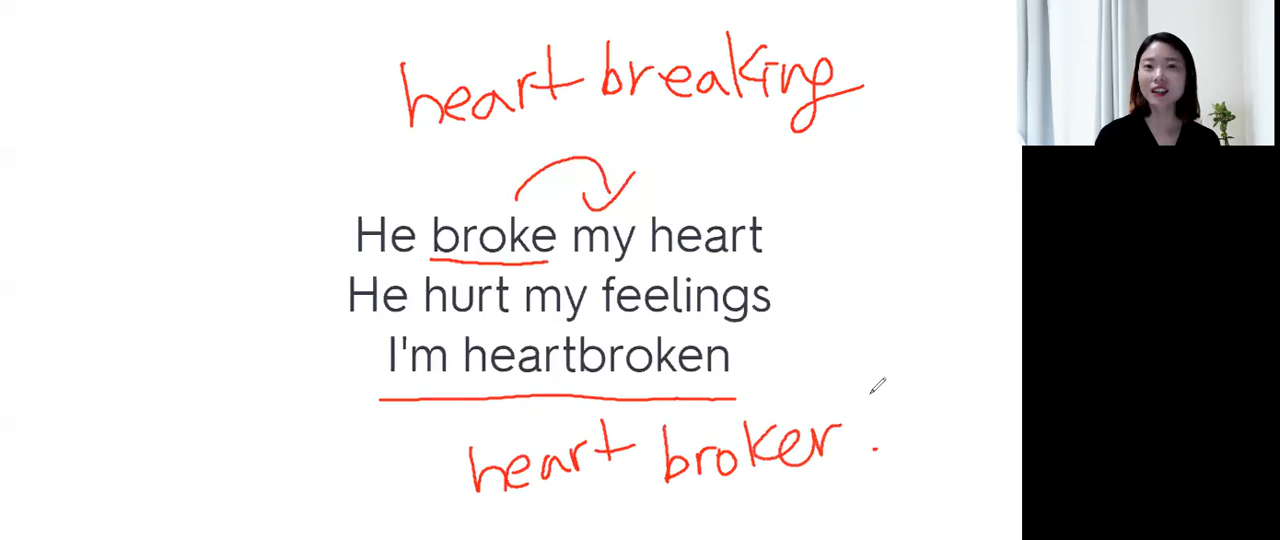 heart breaking
He broke my heart
He hurt my feelings
I'm heartbroken
heart broker.